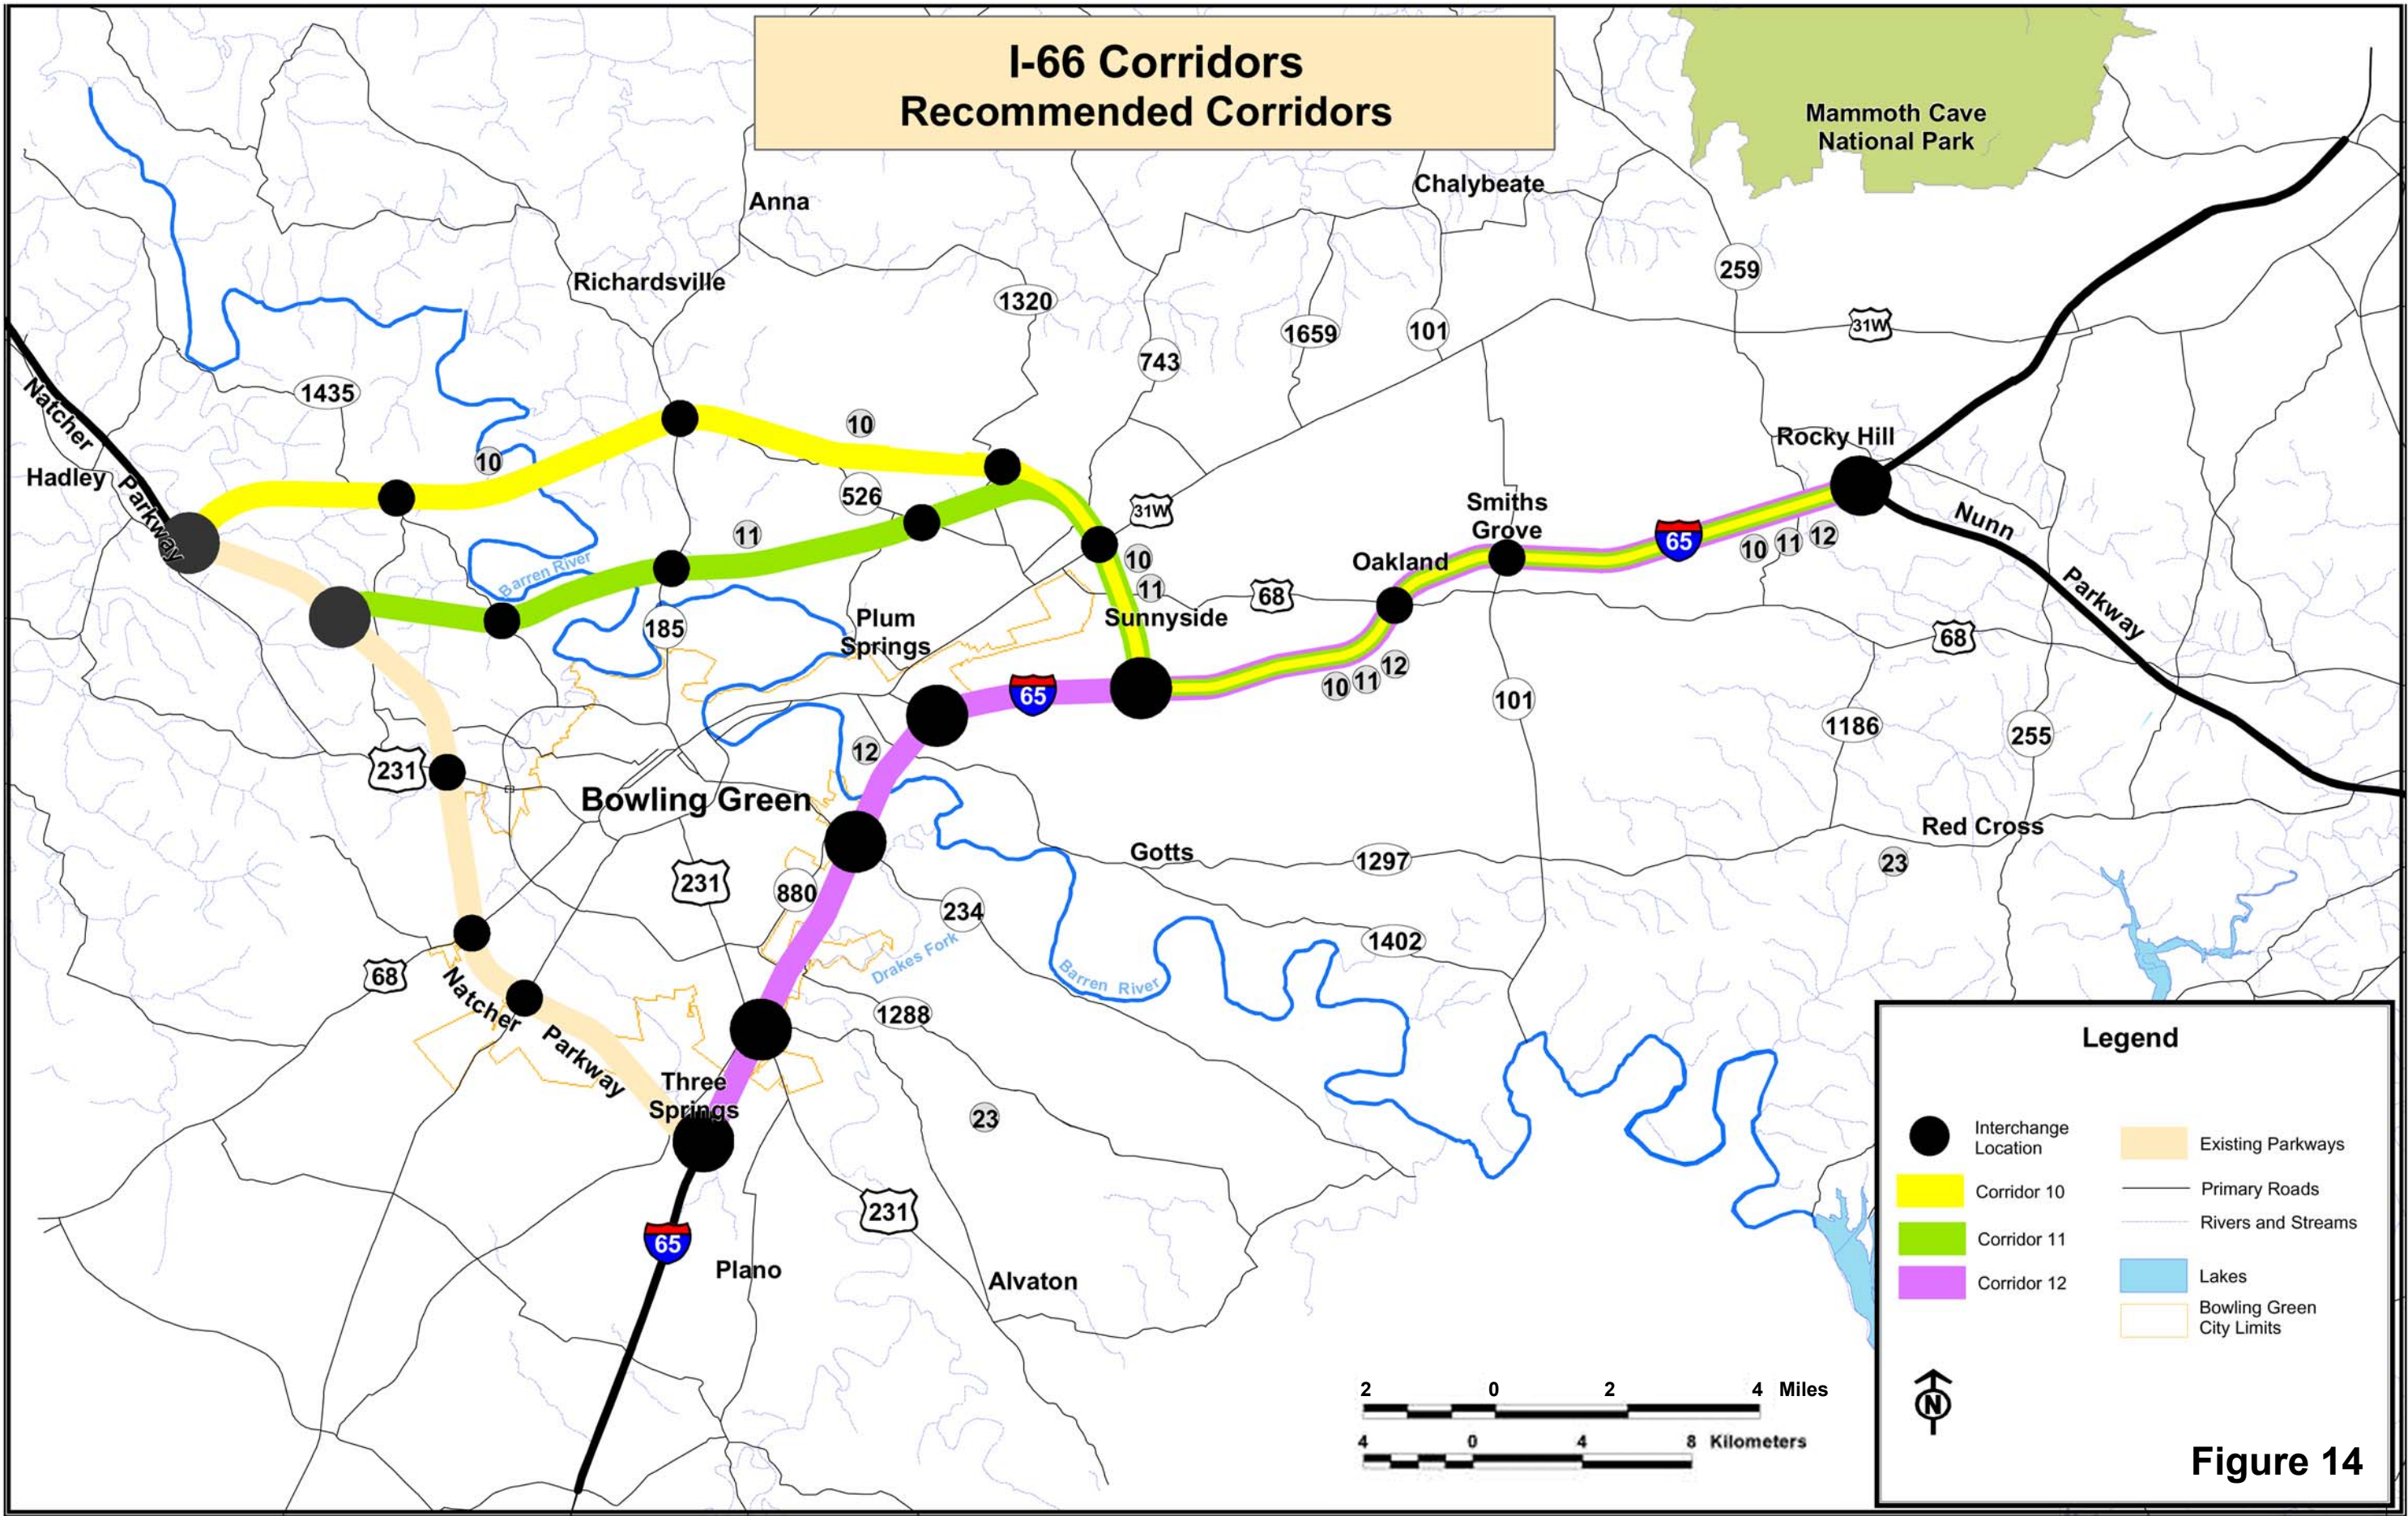 I-66 Corridors
Recommended Corridors
Mammoth Cave
National Park
Chalybeate
Anna
259
Richardsville
1320
31W
1659
101
743
1435
Natcher
Parkway
Hadley
10
10
Rocky Hill
526
31W
Smiths
Grove
Nunn
Parkway
11
65
10 11 12
10
11
Oakland
Barren River
68
Sunnyside
Plum
Springs
185
68
10 11 12
65
101
1186
255
12
231
Bowling Green
Red Cross
Gotts
1297
23
231
880
234
1402
Drakes Fork
Barren River
68
Natcher
Parkway
1288
Three
Springs
23
231
65
Plano
Alvaton
Legend
Interchange
Location
Existing Parkways
Corridor 10
Primary Roads
Rivers and Streams
Corridor 11
Corridor 12
Lakes
Bowling Green
City Limits
N
2 0 2 4 Miles
4 0 4 8 Kilometers
Figure 14